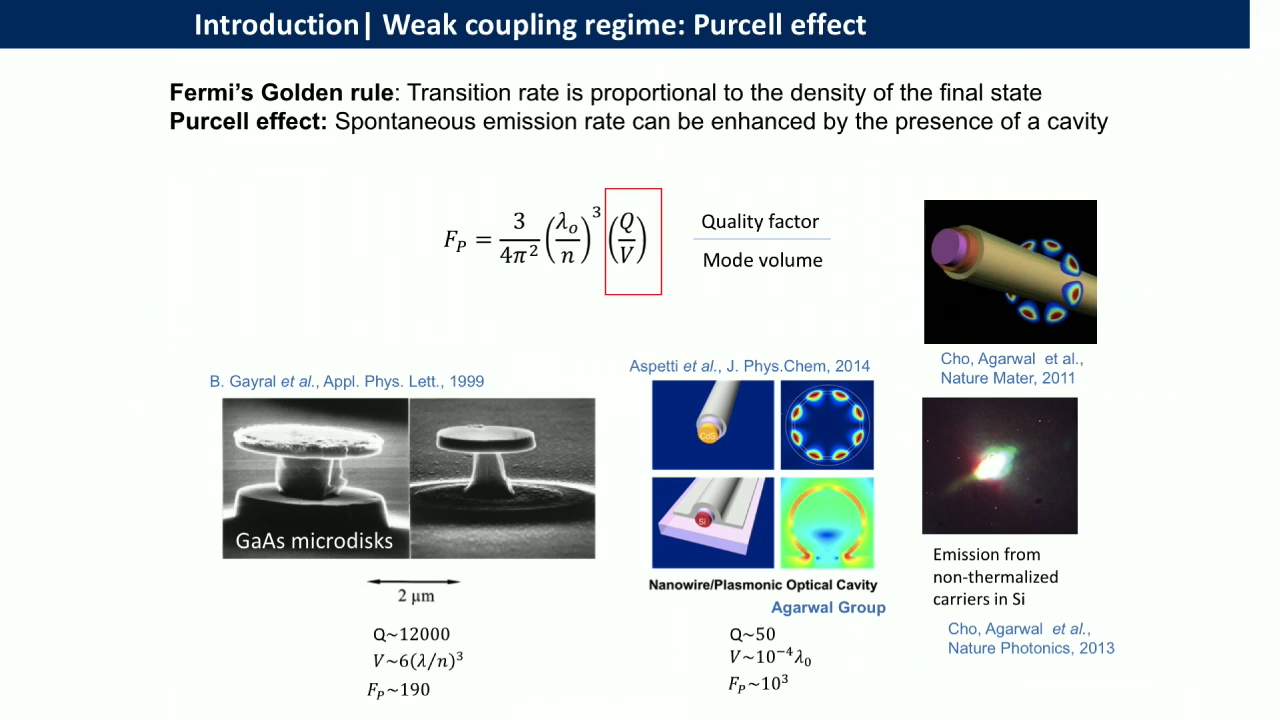 Introduction| Weak coupling regime: Purcell effect
Fermi's Golden rule: Transition rate is proportional to the density of the final state
Purcell effect: Spontaneous emission rate can be enhanced by the presence of a cavity
F_P = 3/4π² (λ_o/n)³ (Q/V)
Quality factor
Mode volume
Cho, Agarwal et al.,
Nature Mater, 2011
Aspetti et al., J. Phys.Chem, 2014
B. Gayral et al., Appl. Phys. Lett., 1999
CdS
Si
GaAs microdisks
2 μm
Nanowire/Plasmonic Optical Cavity
Agarwal Group
Emission from
non-thermalized
carriers in Si
Cho, Agarwal et al.,
Nature Photonics, 2013
Q~12000
V~6(λ/n)³
F_P~190
Q~50
V~10⁻⁴λ₀
F_P~10³